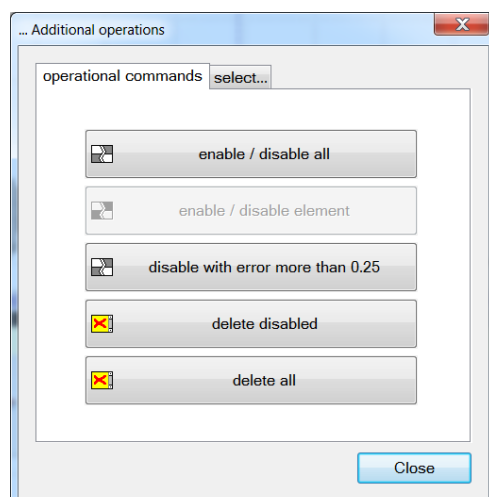 ... Additional operations
operational commands select...
enable / disable all
enable / disable element
disable with error more than 0.25
delete disabled
delete all
Close